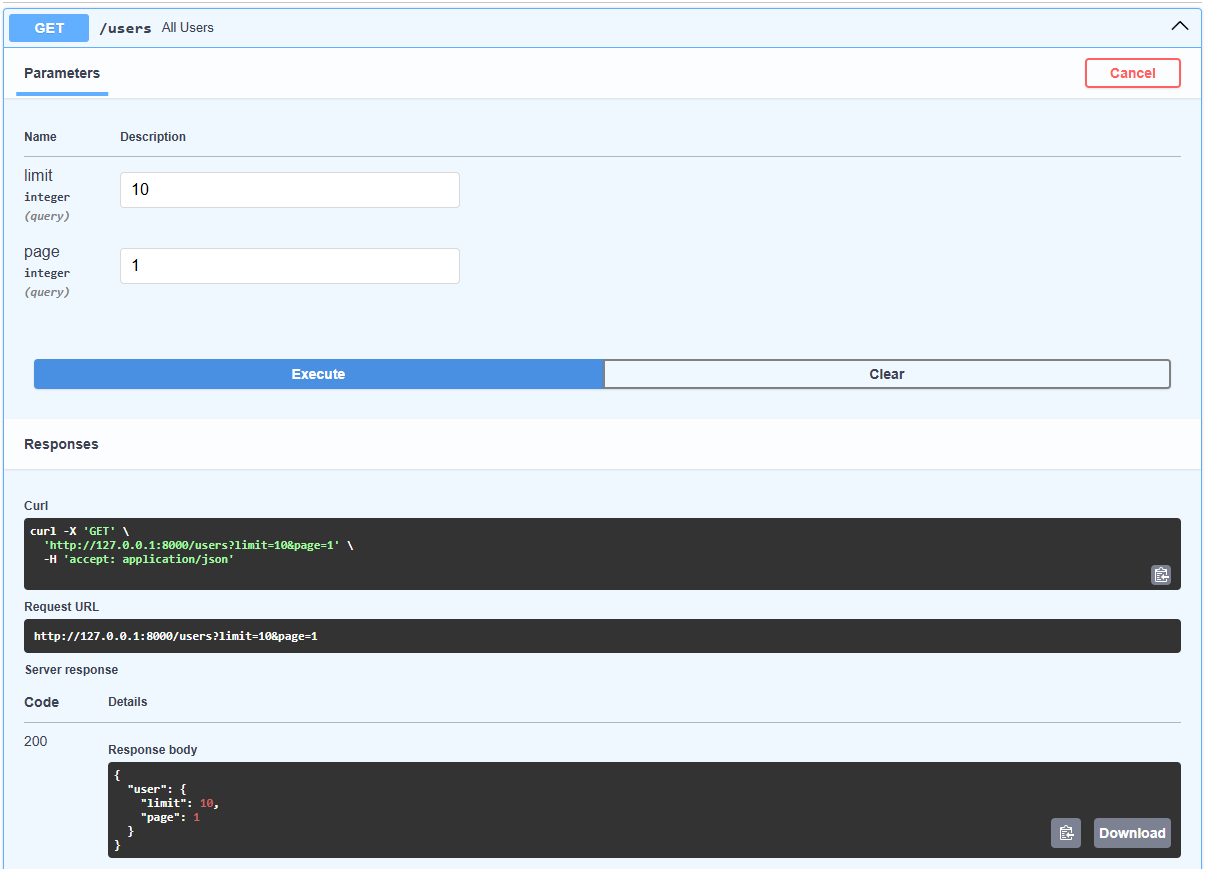 GET /users All Users
Parameters Cancel
Name Description
limit
integer
(query)
10
page
integer
(query)
1
Execute Clear
Responses
Curl
curl -X 'GET' \
  'http://127.0.0.1:8000/users?limit=10&page=1' \
  -H 'accept: application/json'
Request URL
http://127.0.0.1:8000/users?limit=10&page=1
Server response
Code Details
200
Response body
{
  "user": {
    "limit": 10,
    "page": 1
  }
}
Download